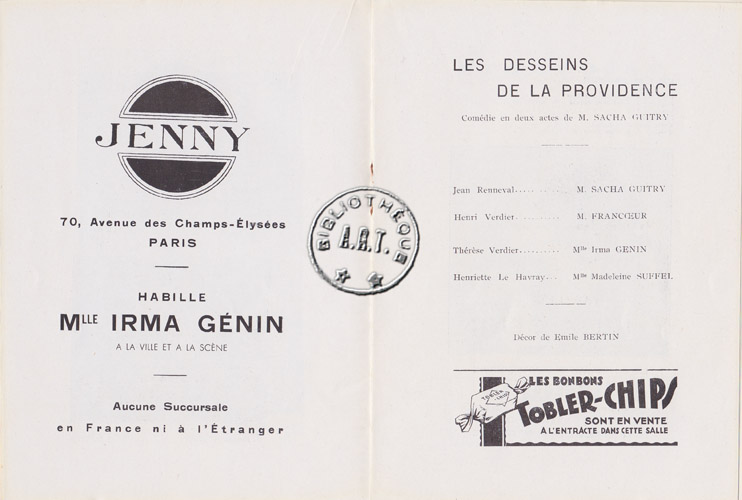 JENNY
70, Avenue des Champs-Élysées
PARIS
HABILLE
MLLE IRMA GÉNIN
A LA VILLE ET A LA SCÈNE
Aucune Succursale
en France ni à l'Étranger
BIBLIOTHÈQUE
A.R.T.
LES DESSEINS
DE LA PROVIDENCE
Comédie en deux actes de M. SACHA GUITRY
Jean Renneval........... M. SACHA GUITRY
Henri Verdier.......... M. FRANCŒUR
Thérèse Verdier......... Mlle Irma GENIN
Henriette Le Havray... Mlle Madeleine SUFFEL
Décor de Emile BERTIN
LES BONBONS
TOBLER-CHIPS
SONT EN VENTE
A L'ENTRACTE DANS CETTE SALLE